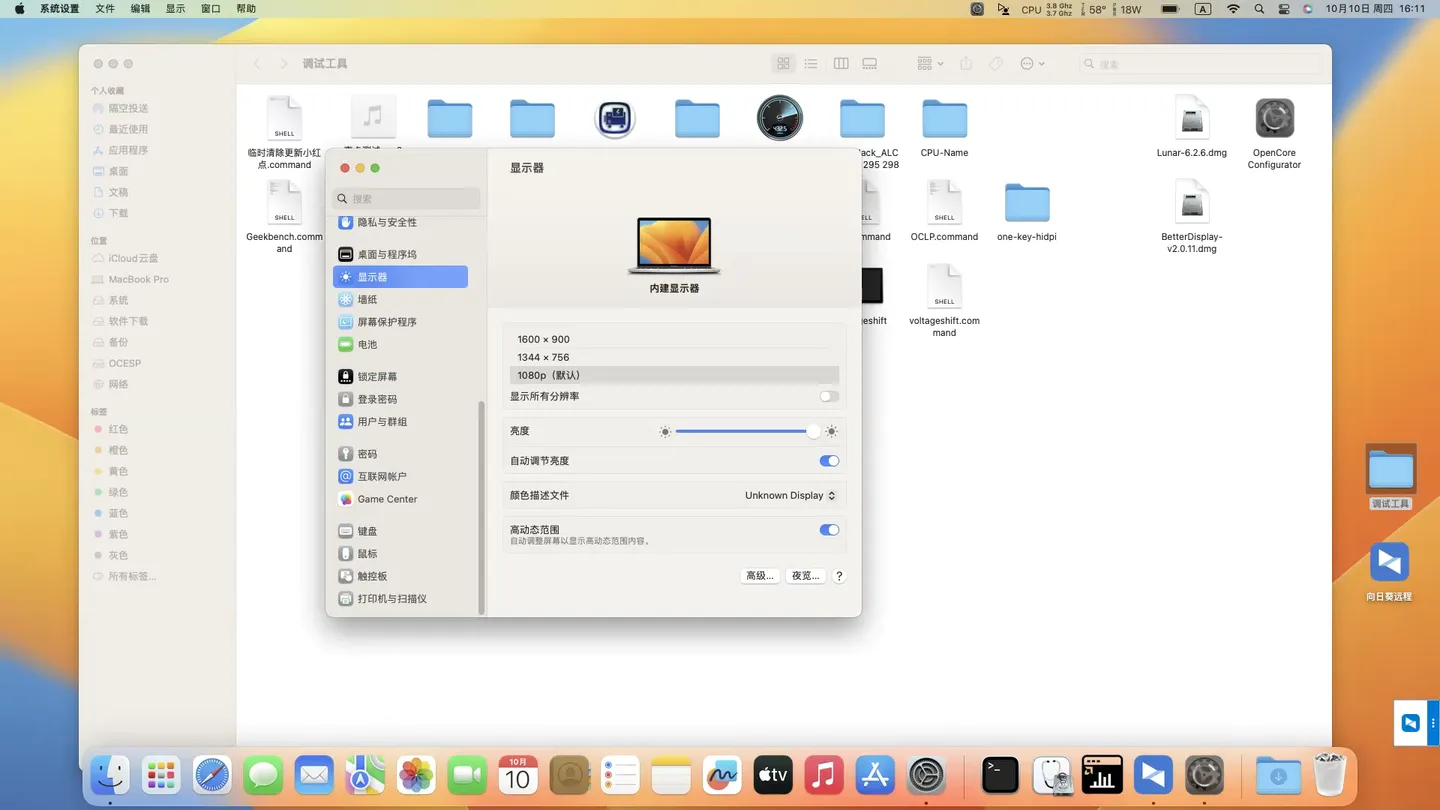 系统设置 文件 编辑 显示 窗口 帮助
CPU 3.8 Ghz 3.7 Ghz 58° 18W A 10月10日 周四 16:11
调试工具
搜索
个人收藏
隔空投送
最近使用
应用程序
桌面
文稿
下载
位置
iCloud云盘
MacBook Pro
系统
软件下载
备份
OCESP
网络
标签
红色
橙色
黄色
绿色
蓝色
紫色
灰色
所有标签...
SHELL
临时清除更新小红
点.command
ack_ALC
295 298
CPU-Name
Lunar-6.2.6.dmg
OpenCore
Configurator
SHELL
Geekbench.comm
and
mmand
SHELL
OCLP.command
one-key-hidpi
BetterDisplay-
v2.0.11.dmg
eshift
SHELL
voltageshift.com
mand
搜索
隐私与安全性
桌面与程序坞
显示器
墙纸
屏幕保护程序
电池
锁定屏幕
登录密码
用户与群组
密码
互联网帐户
Game Center
键盘
鼠标
触控板
打印机与扫描仪
显示器
内建显示器
1600 × 900
1344 × 756
1080p（默认）
显示所有分辨率
亮度
自动调节亮度
颜色描述文件 Unknown Display
高动态范围
自动调整屏幕以显示高动态范围内容。
高级... 夜览... ?
调试工具
向日葵远程
10月
10
tv